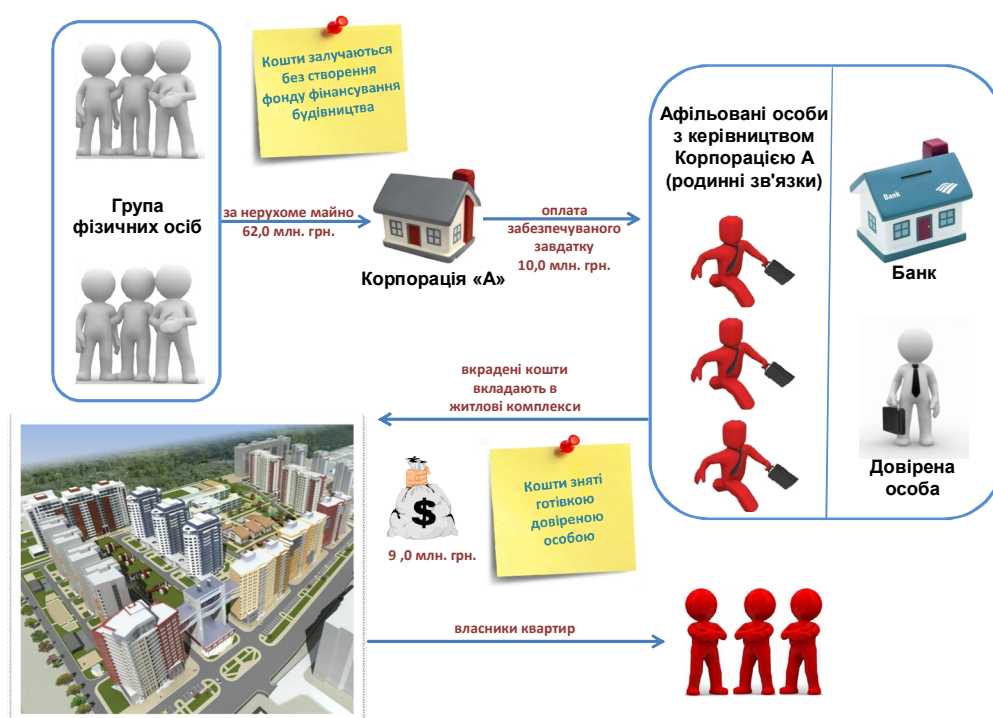 Кошти залучаються
без створення
фонду фінансування
будівництва
Група
фізичних осіб
за нерухоме майно
62,0 млн. грн.
Корпорація «А»
оплата
забезпечуваного
завдатку
10,0 млн. грн.
Афільовані особи
з керівництвом
Корпорацією А
(родинні зв'язки)
Bank
Банк
Довірена
особа
вкрадені кошти
вкладають в
житлові комплекси
$
9 ,0 млн. грн.
Кошти зняті
готівкою
довіреною
особою
власники квартир